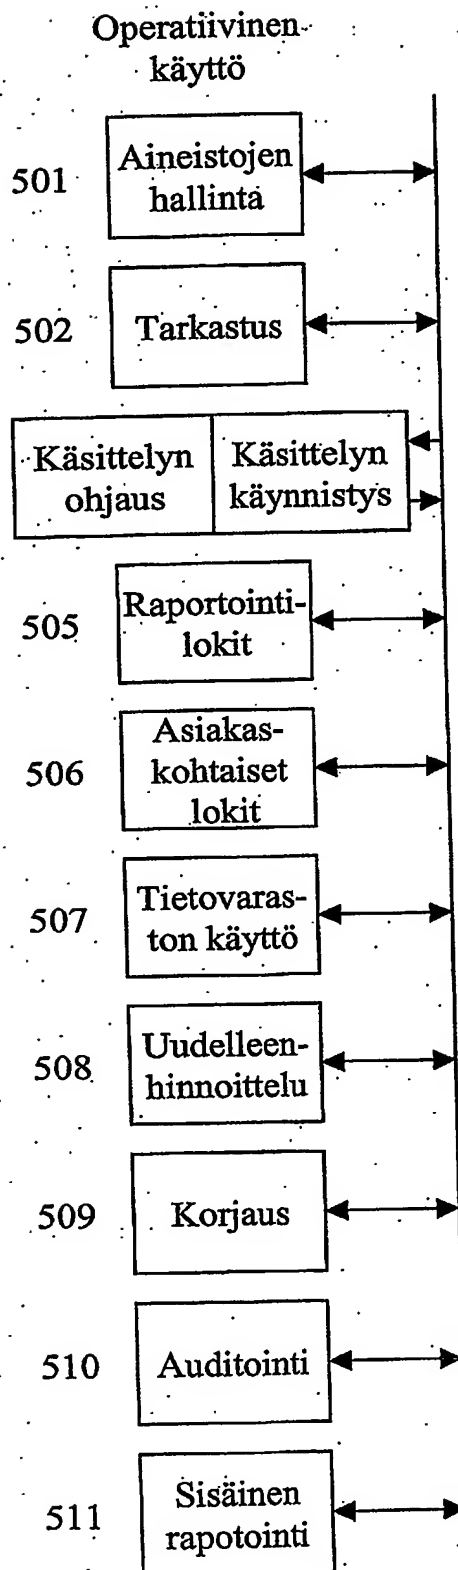 Operatiivinen
käyttö
501
Aineistojen
hallinta
502
Tarkastus
Käsittelyn
ohjaus
Käsittelyn
käynnistys
505
Raportointi-
lokit
506
Asiakas-
kohtaiset
lokit
507
Tietovaras-
ton käyttö
508
Uudelleen-
hinnoittelu
509
Korjaus
510
Auditointi
511
Sisäinen
rapotointi